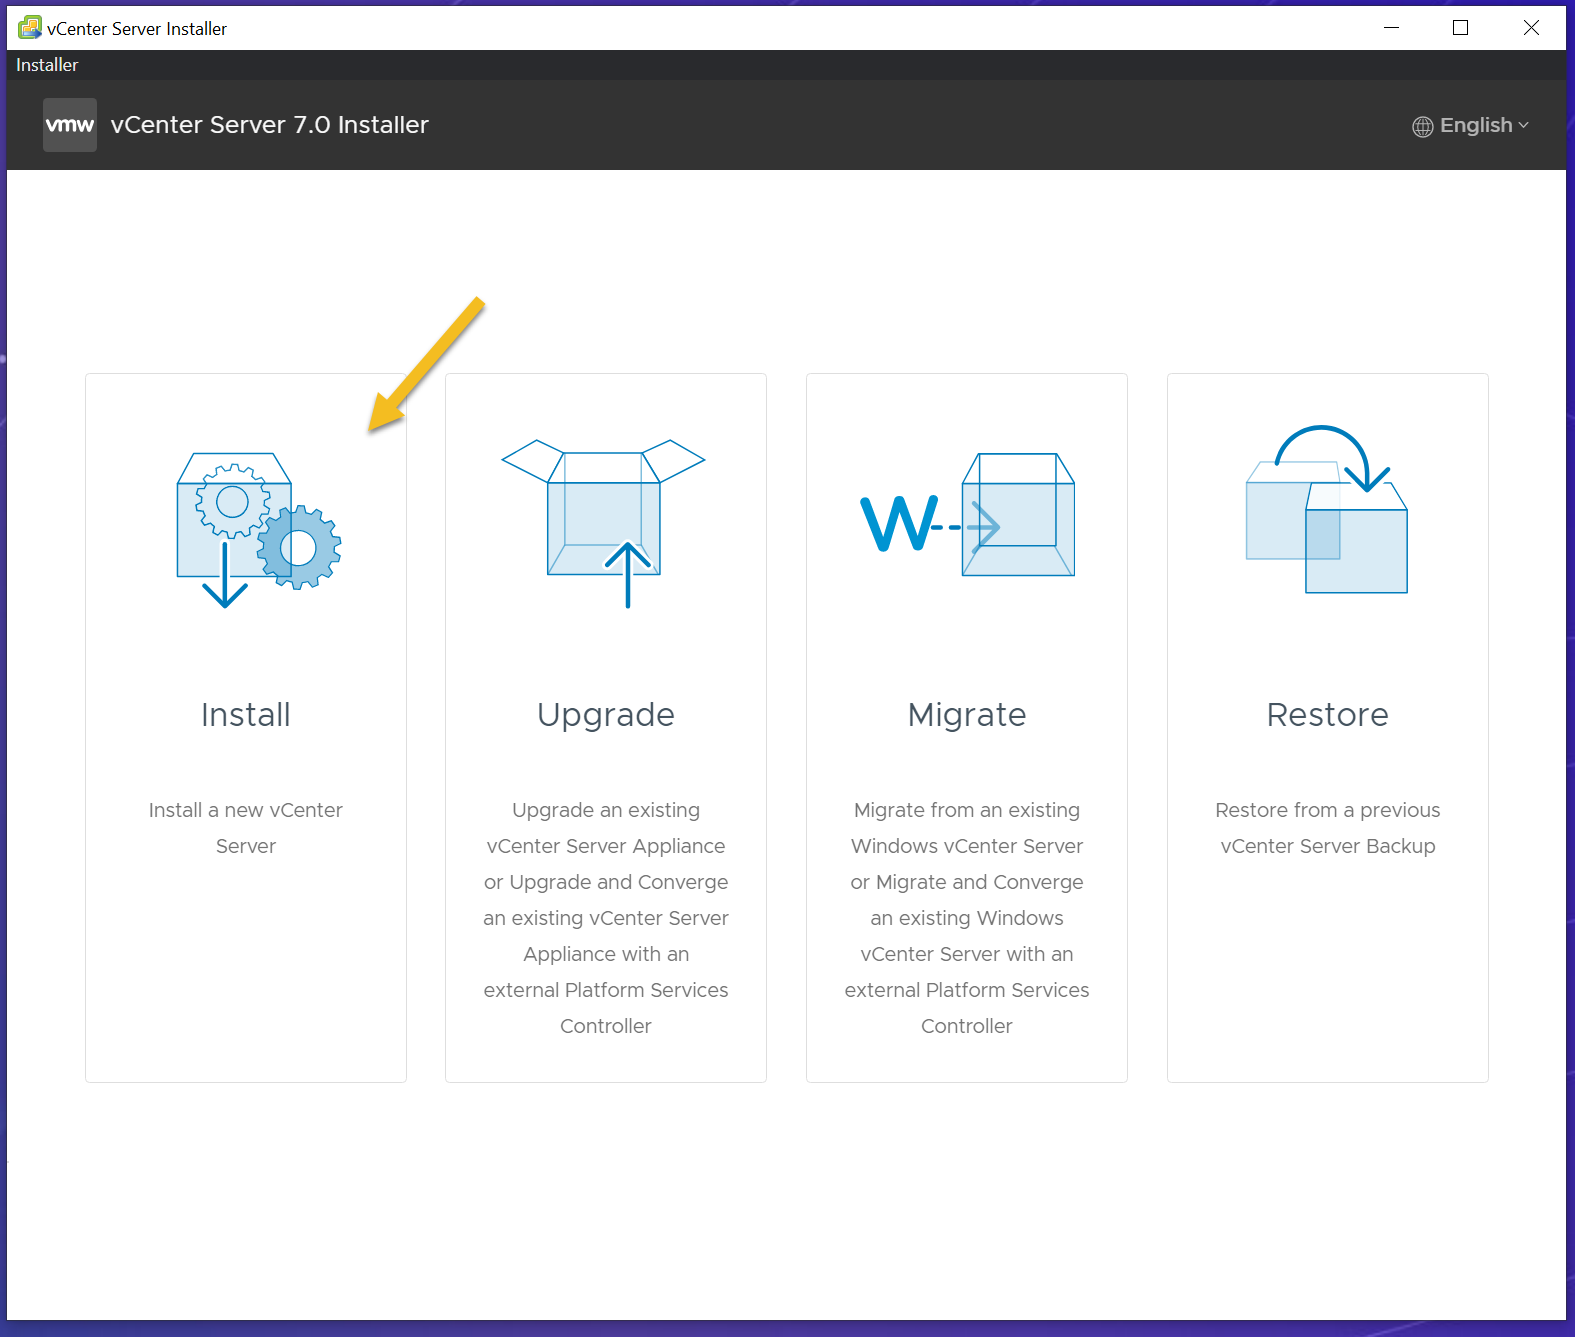 vCenter Server Installer
Installer
vmw
vCenter Server 7.0 Installer
English
W
Install
Install a new vCenter
Server
Upgrade
Upgrade an existing
vCenter Server Appliance
or Upgrade and Converge
an existing vCenter Server
Appliance with an
external Platform Services
Controller
Migrate
Migrate from an existing
Windows vCenter Server
or Migrate and Converge
an existing Windows
vCenter Server with an
external Platform Services
Controller
Restore
Restore from a previous
vCenter Server Backup